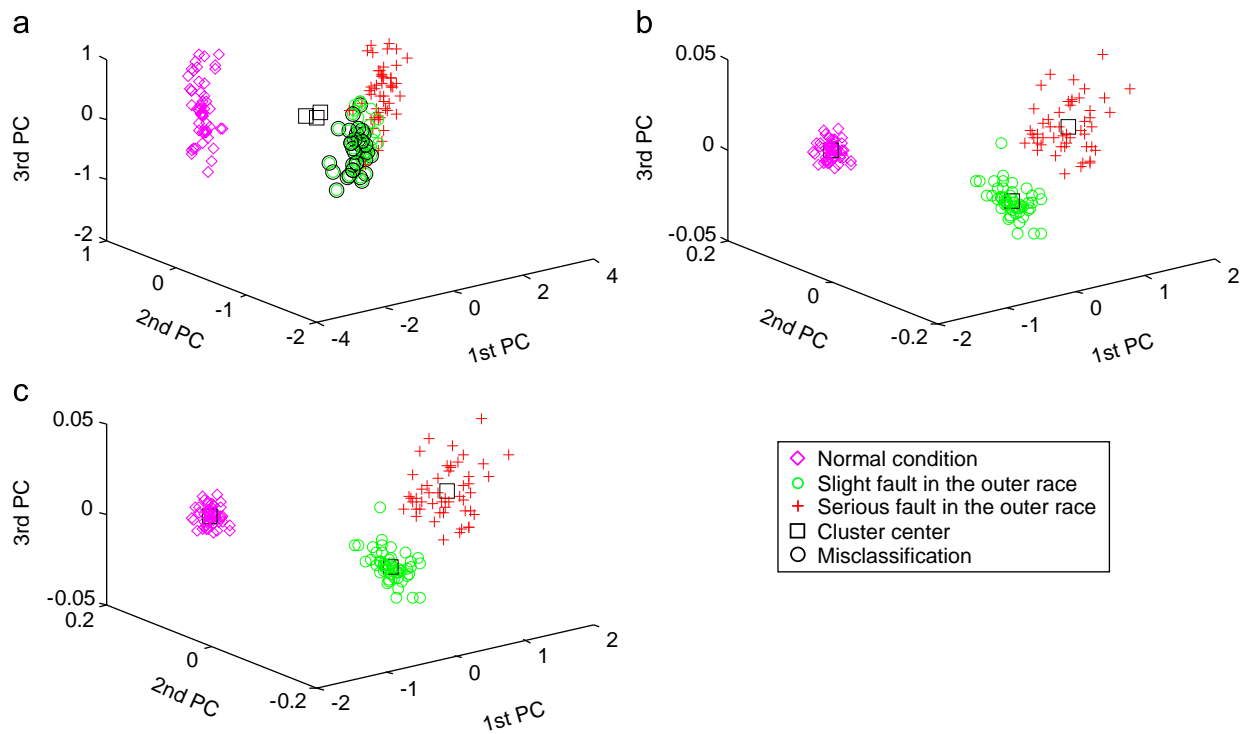 a
1
0
-1
-2
3rd PC
1
0
-1
-2
2nd PC
-4
-2
0
2
4
1st PC
b
0.05
0
-0.05
3rd PC
0.2
0
-0.2
2nd PC
-2
-1
0
1
2
1st PC
c
0.05
0
-0.05
3rd PC
0.2
0
-0.2
2nd PC
-2
-1
0
1
2
1st PC
Normal condition
Slight fault in the outer race
Serious fault in the outer race
Cluster center
Misclassification